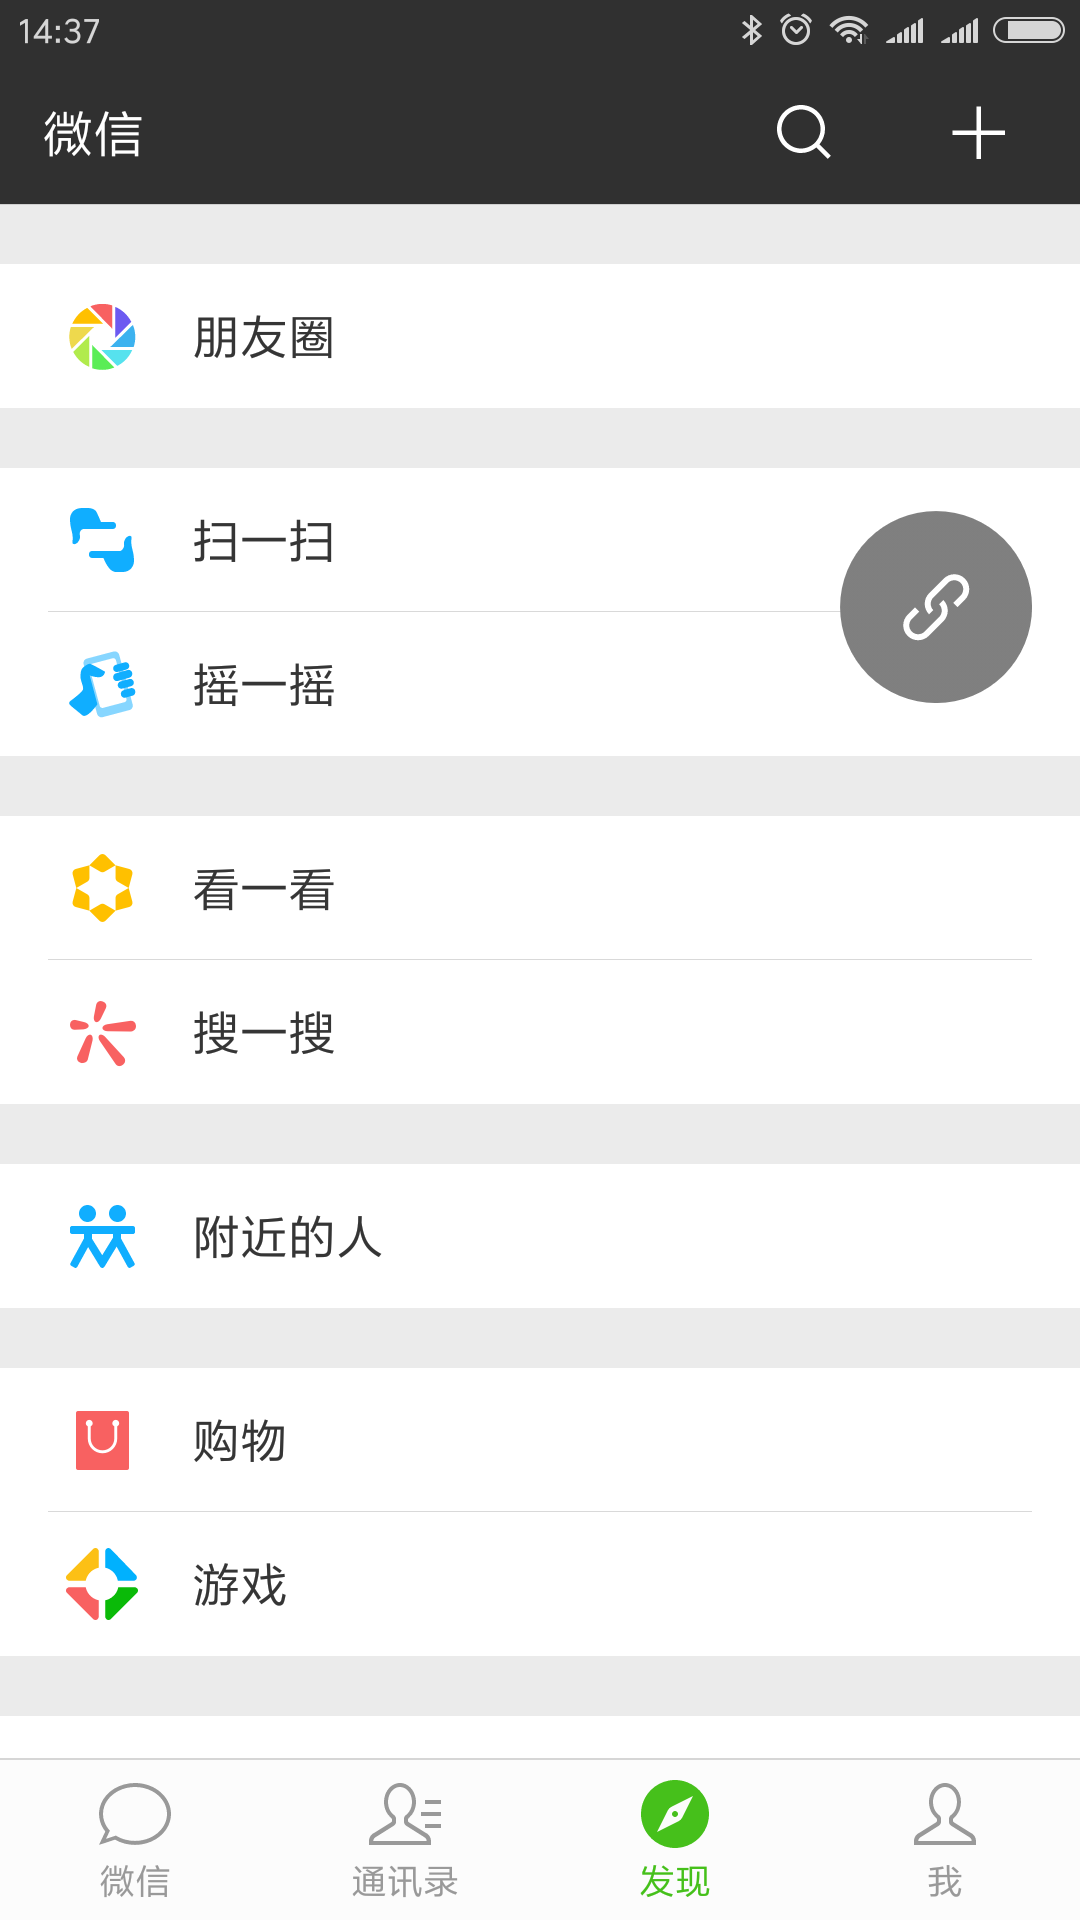 14:37
微信
朋友圈
扫一扫
摇一摇
看一看
搜一搜
附近的人
购物
游戏
微信 通讯录 发现 我